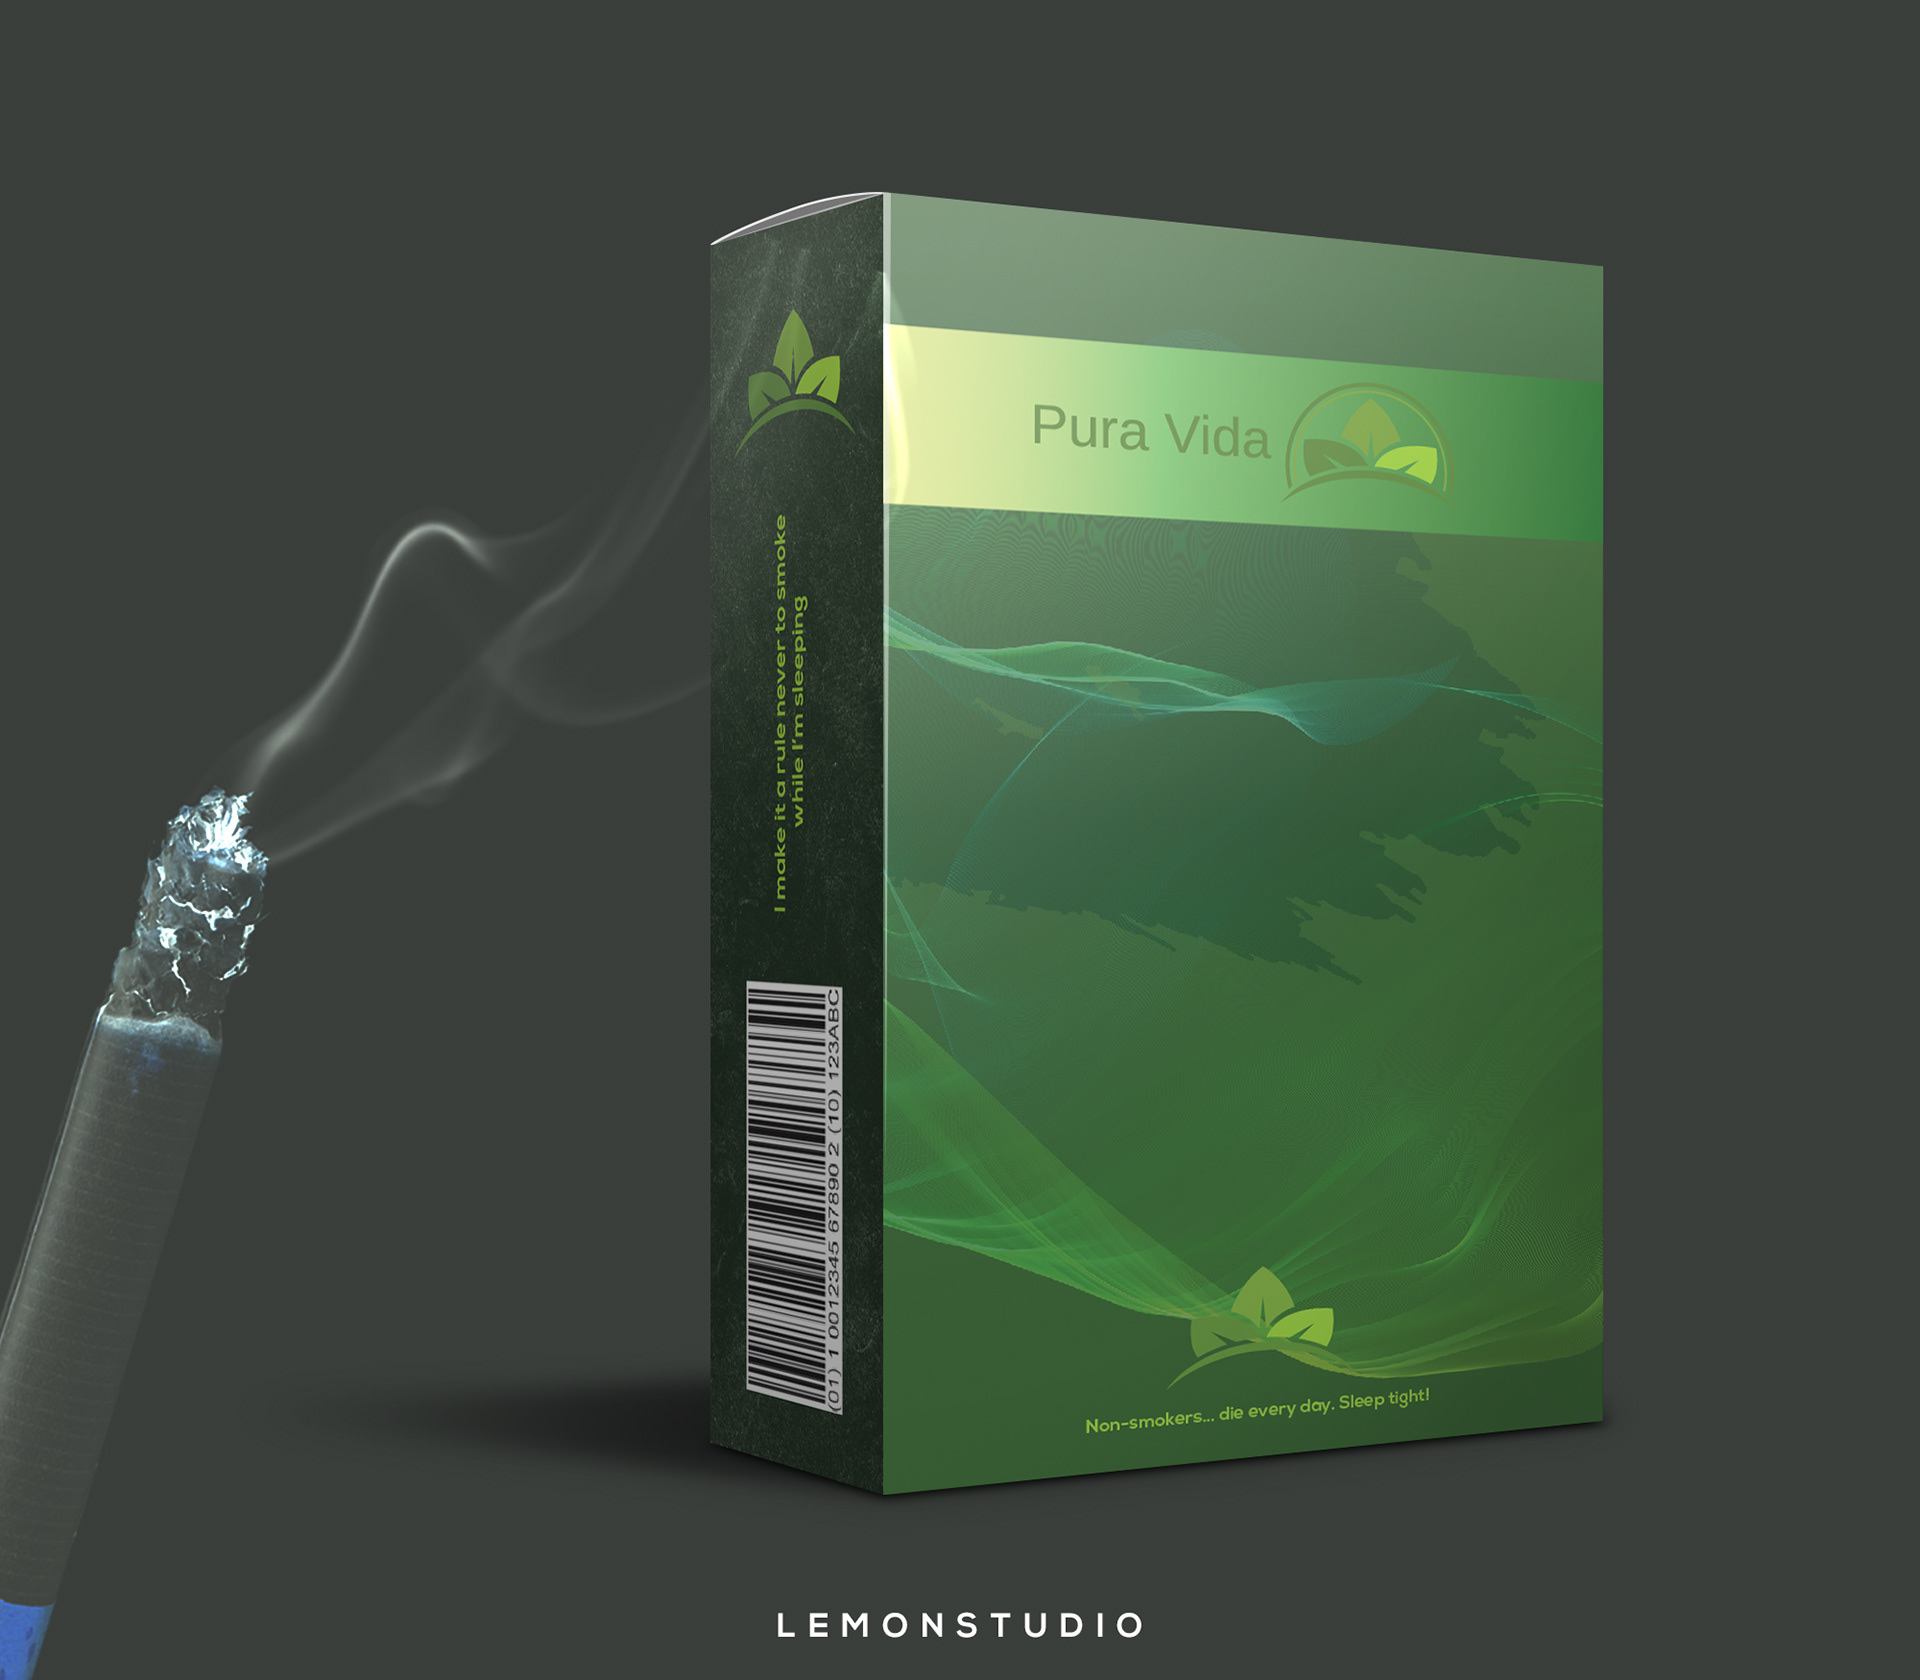 Pura Vida
I make it a rule never to smoke
while I'm sleeping
(01) 1 0012345 67890 2 (10) 123ABC
Non-smokers... die every day. Sleep tight!
LEMONSTUDIO